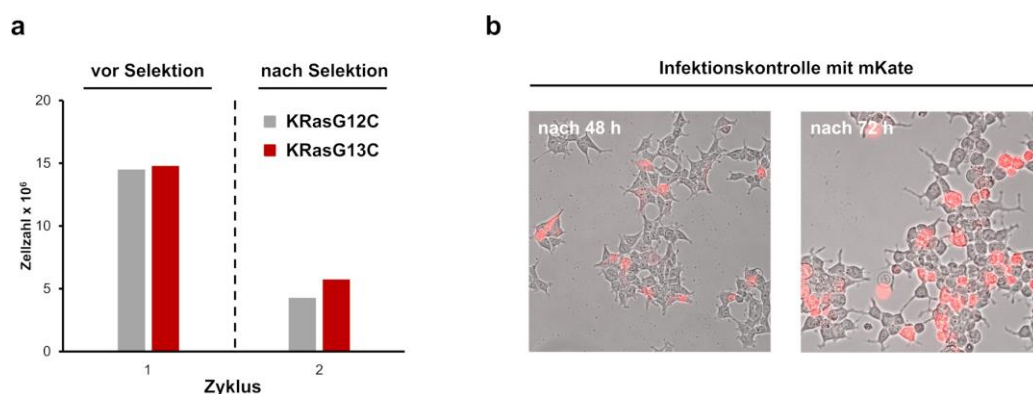 a
vor Selektion
nach Selektion
20
15
10
5
0
Zellzahl x 10⁶
KRasG12C
KRasG13C
1
2
Zyklus
b
Infektionskontrolle mit mKate
nach 48 h
nach 72 h